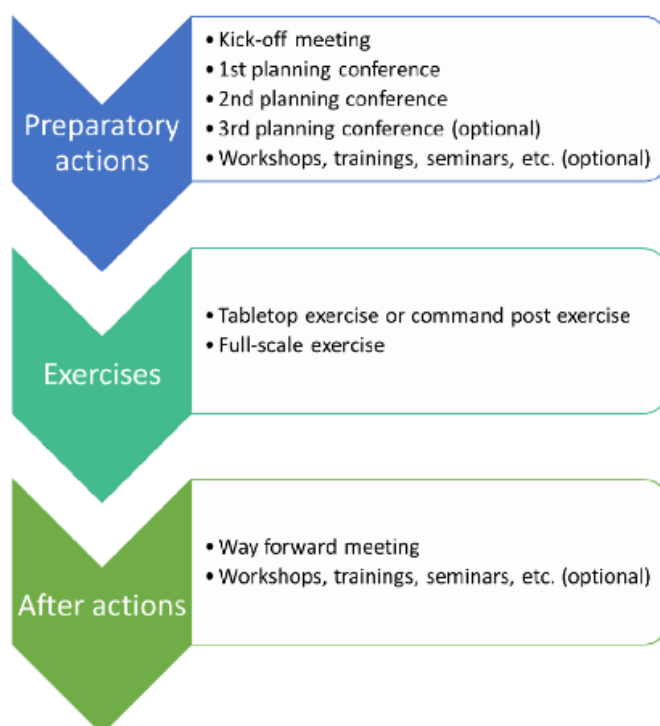 Preparatory
actions
• Kick-off meeting
• 1st planning conference
• 2nd planning conference
• 3rd planning conference (optional)
• Workshops, trainings, seminars, etc. (optional)
Exercises
• Tabletop exercise or command post exercise
• Full-scale exercise
After actions
• Way forward meeting
• Workshops, trainings, seminars, etc. (optional)